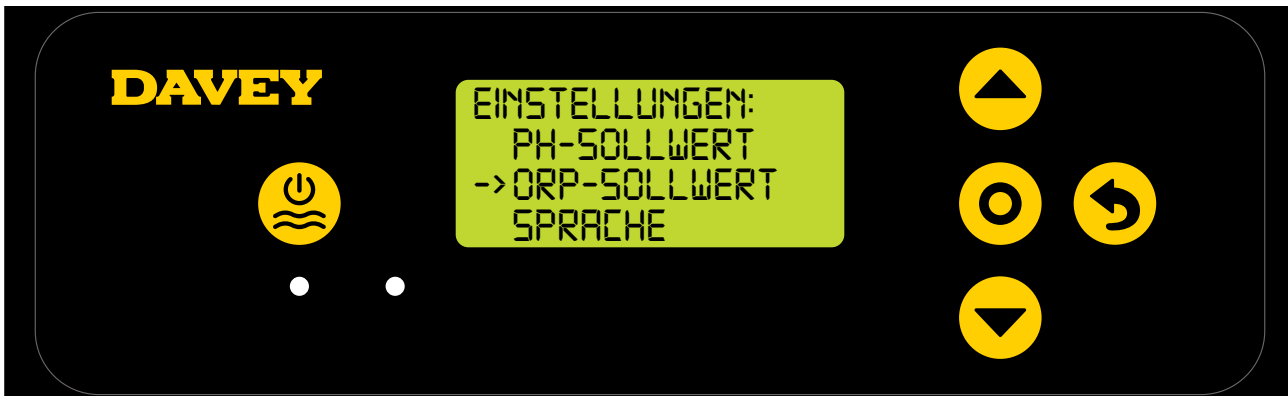 DAVEY
EINSTELLUNGEN:
PH-SOLLWERT
->ORP-SOLLWERT
SPRACHE